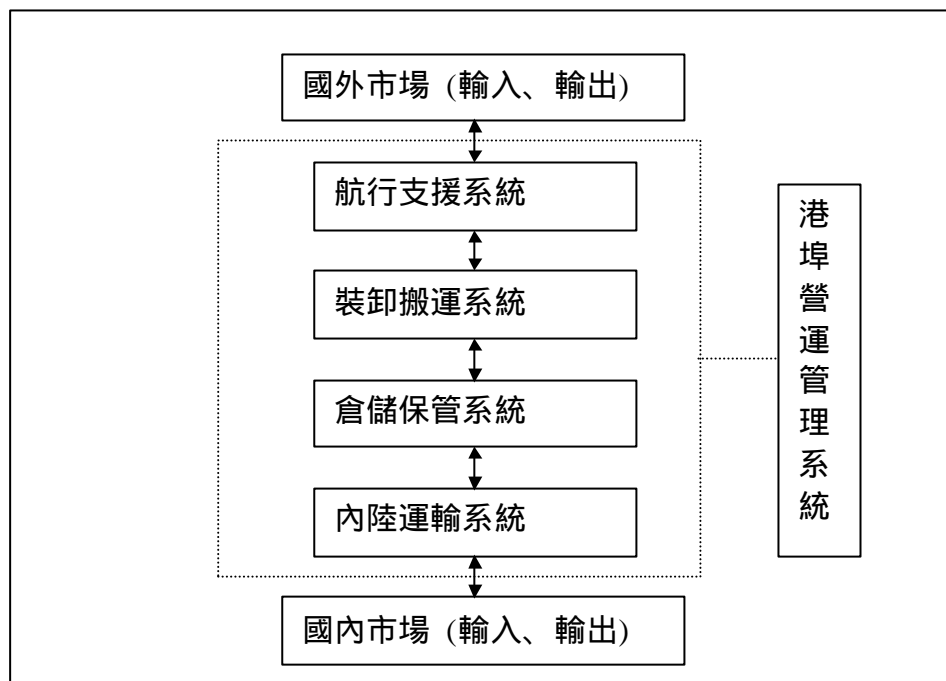 國外市場 (輸入、輸出)
航行支援系統
裝卸搬運系統
倉儲保管系統
內陸運輸系統
國內市場 (輸入、輸出)
港埠營運管理系統